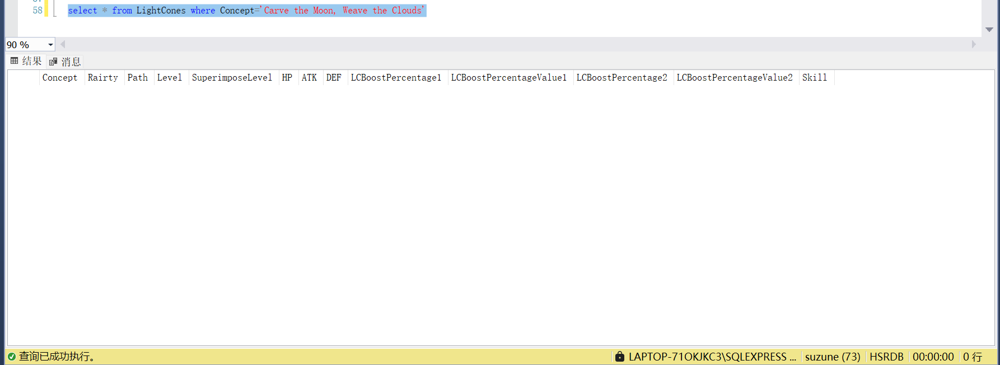 58 select * from LightCones where Concept='Carve the Moon, Weave the Clouds'
90 %
结果 消息
Concept Rairty Path Level SuperimposeLevel HP ATK DEF LCBoostPercentage1 LCBoostPercentageValue1 LCBoostPercentage2 LCBoostPercentageValue2 Skill
查询已成功执行。 LAPTOP-71OKJKC3\SQLEXPRESS ... suzune (73) HSRDB 00:00:00 0 行